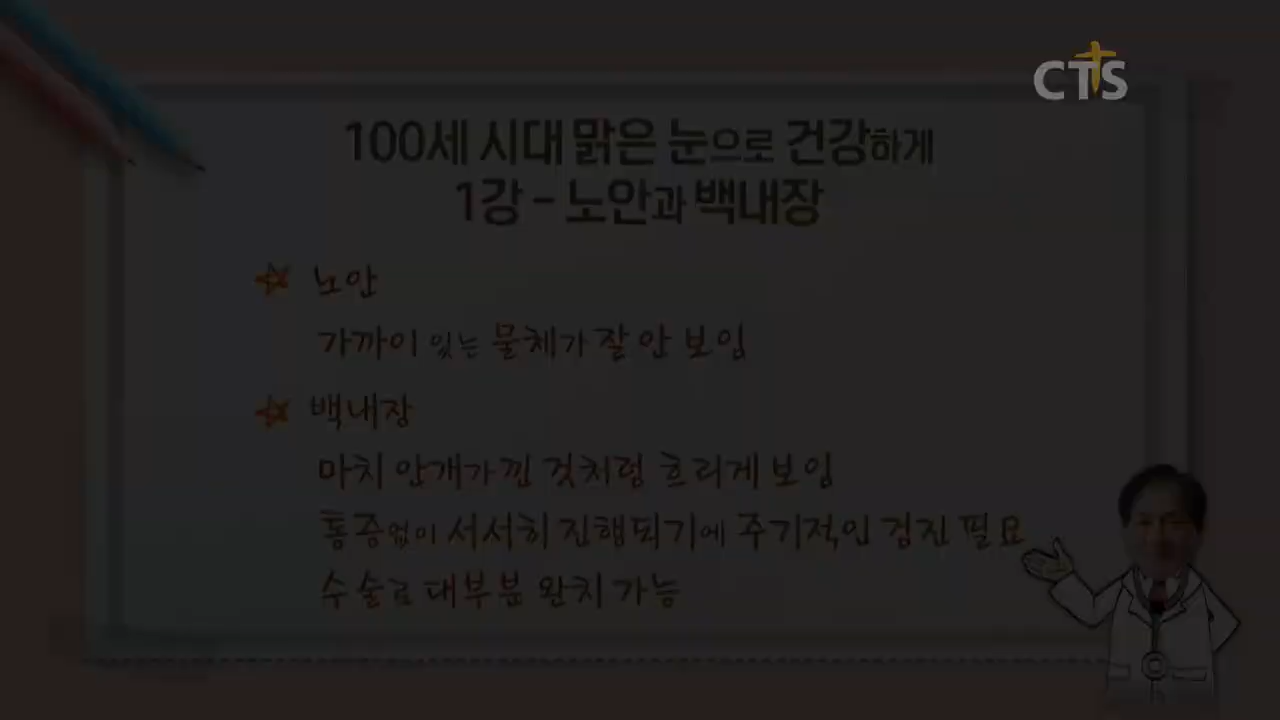 CTS
100세 시대 맑은 눈으로 건강하게
1강 - 노안과 백내장
노안
가까이 있는 물체가 잘 안 보임
백내장
마치 안개가 낀 것처럼 흐리게 보임
통증없이 서서히 진행되기에 주기적인 검진 필요
수술로 대부분 완치 가능